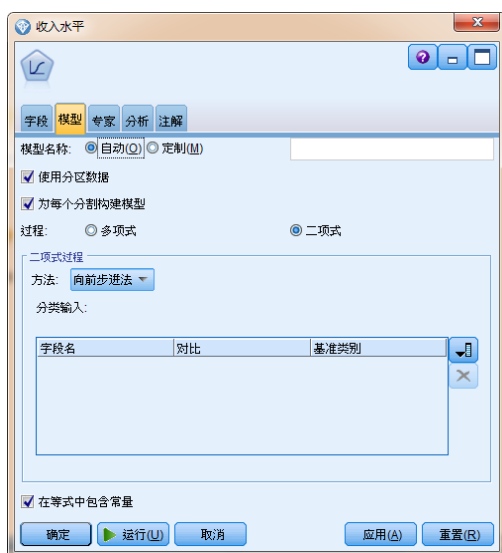 收入水平
字段 模型 专家 分析 注解
模型名称: 自动(O) 定制(M)
使用分区数据
为每个分割构建模型
过程: 多项式 二项式
二项式过程
方法: 向前步进法
分类输入:
字段名 对比 基准类别
在等式中包含常量
确定 运行(U) 取消 应用(A) 重置(R)